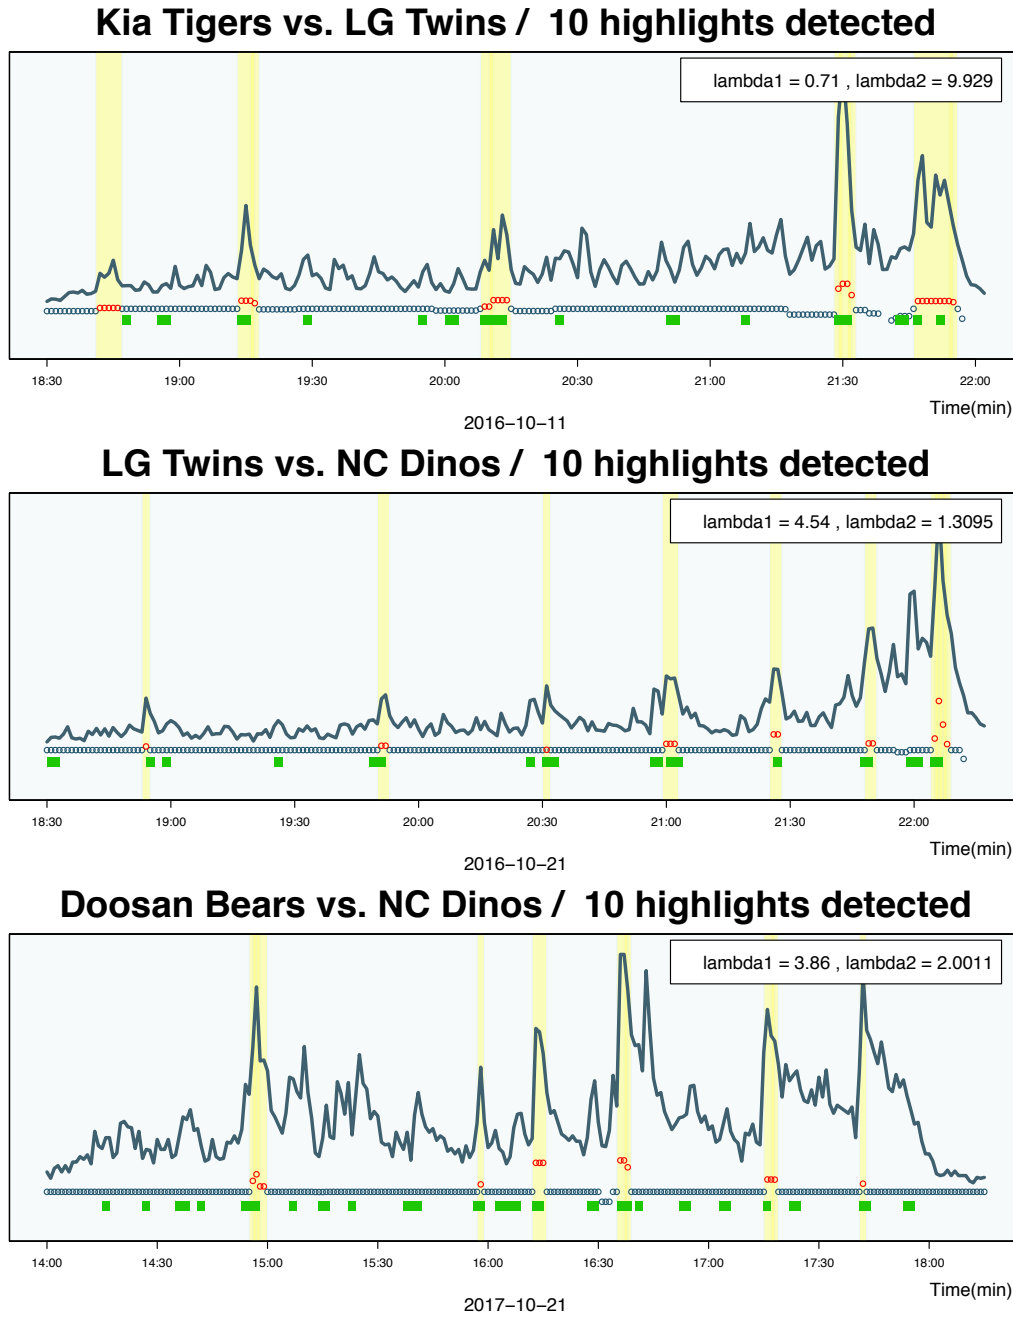 Kia Tigers vs. LG Twins / 10 highlights detected
lambda1 = 0.71 , lambda2 = 9.929
18:30 19:00 19:30 20:00 20:30 21:00 21:30 22:00
Time(min)
2016−10−11
LG Twins vs. NC Dinos / 10 highlights detected
lambda1 = 4.54 , lambda2 = 1.3095
18:30 19:00 19:30 20:00 20:30 21:00 21:30 22:00
Time(min)
2016−10−21
Doosan Bears vs. NC Dinos / 10 highlights detected
lambda1 = 3.86 , lambda2 = 2.0011
14:00 14:30 15:00 15:30 16:00 16:30 17:00 17:30 18:00
Time(min)
2017−10−21